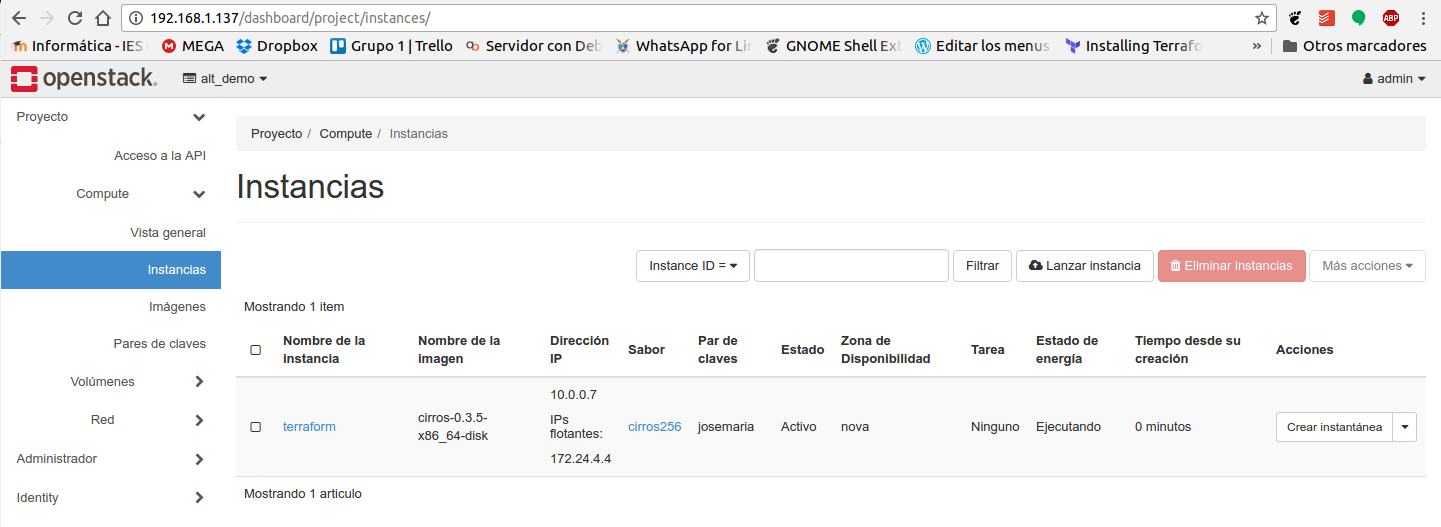 192.168.1.137/dashboard/project/instances/
ABP
Informática - IES
MEGA
Dropbox
Grupo 1 | Trello
Servidor con Deb
WhatsApp for Lin
GNOME Shell Ext
Editar los menus
Installing Terrafo
»
Otros marcadores
openstack.
alt_demo
admin
Proyecto
Acceso a la API
Compute
Vista general
Instancias
Imágenes
Pares de claves
Volúmenes
Red
Administrador
Identity
Proyecto / Compute / Instancias
Instancias
Instance ID =
Filtrar
Lanzar instancia
Eliminar instancias
Más acciones
Mostrando 1 item
Nombre de la instancia
Nombre de la imagen
Dirección IP
Sabor
Par de claves
Estado
Zona de Disponibilidad
Tarea
Estado de energía
Tiempo desde su creación
Acciones
terraform
cirros-0.3.5-
x86_64-disk
10.0.0.7
IPs
flotantes:
172.24.4.4
cirros256
josemaria
Activo
nova
Ninguno
Ejecutando
0 minutos
Crear instantánea
Mostrando 1 articulo